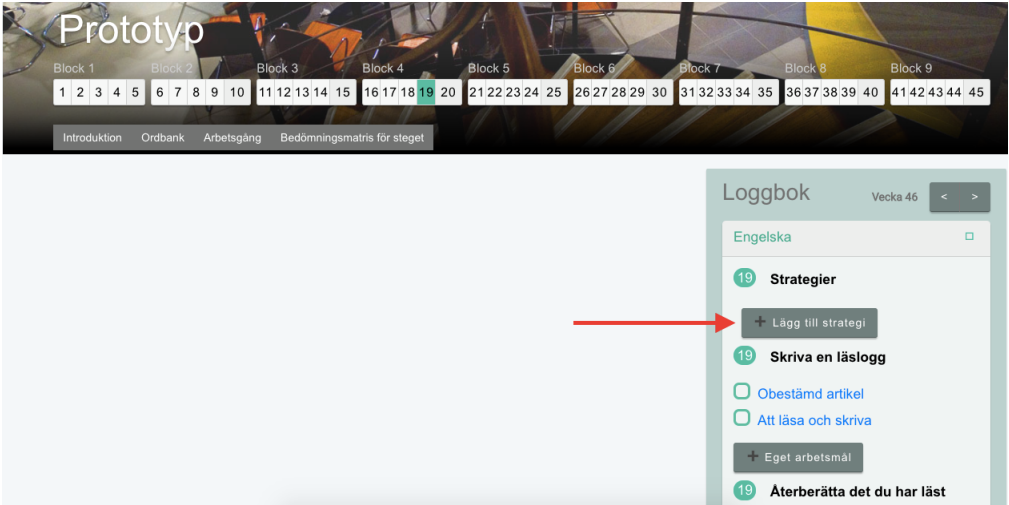 Prototyp
Block 1 Block 2 Block 3 Block 4 Block 5 Block 6 Block 7 Block 8 Block 9
1 2 3 4 5 6 7 8 9 10 11 12 13 14 15 16 17 18 19 20 21 22 23 24 25 26 27 28 29 30 31 32 33 34 35 36 37 38 39 40 41 42 43 44 45
Introduktion Ordbank Arbetsgång Bedömningsmatris för steget
Loggbok Vecka 46 < >
Engelska
19 Strategier
+ Lägg till strategi
19 Skriva en läslogg
Obestämd artikel
Att läsa och skriva
+ Eget arbetsmål
19 Återberätta det du har läst